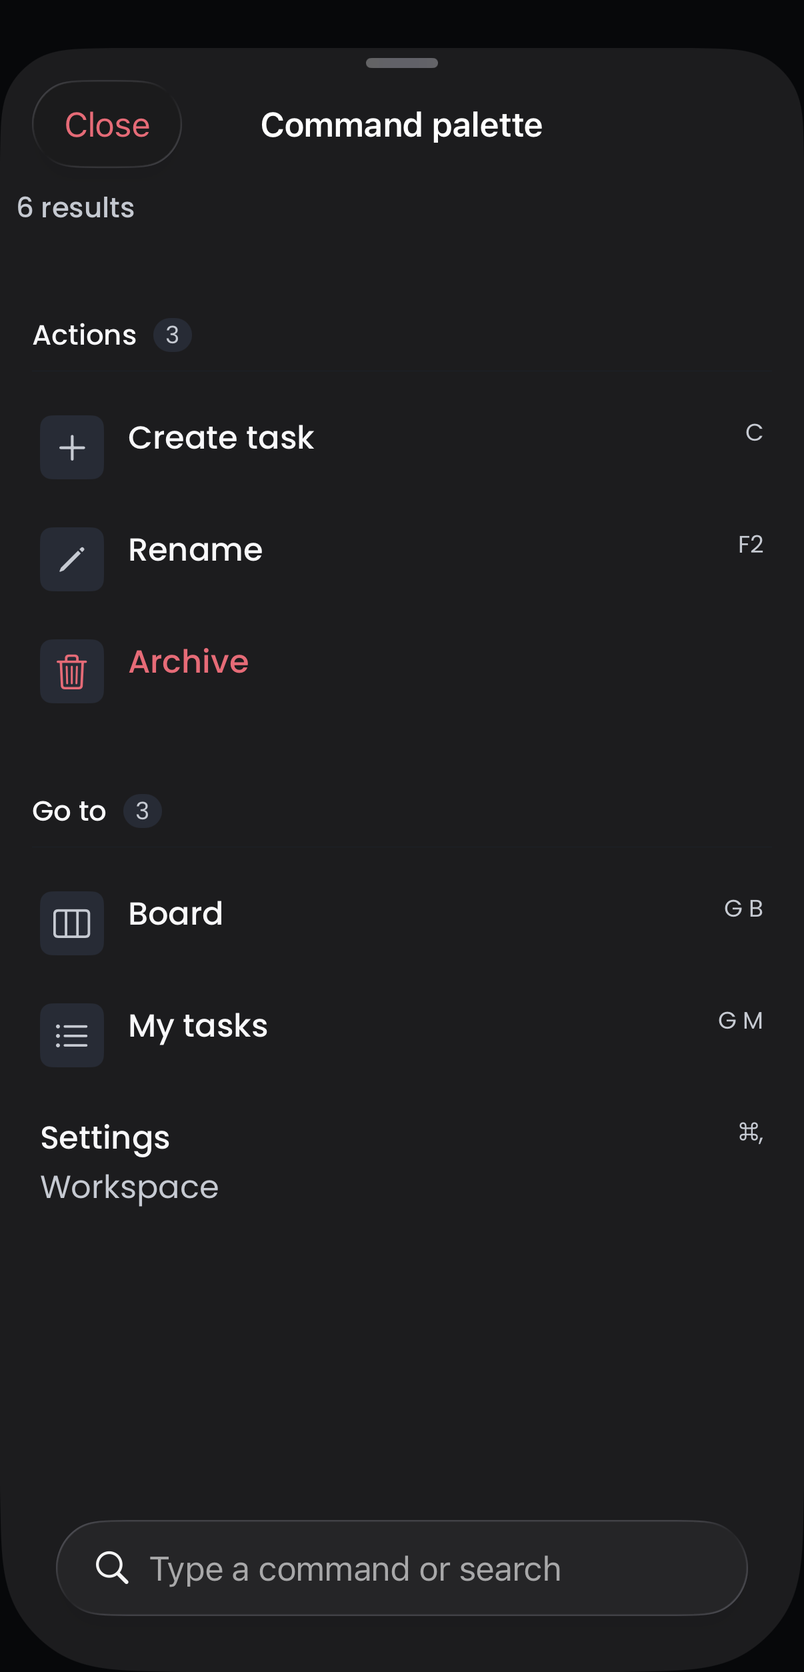 Close
Command palette
6 results
Actions 3
Create task C
Rename F2
Archive
Go to 3
Board G B
My tasks G M
Settings ⌘,
Workspace
Type a command or search